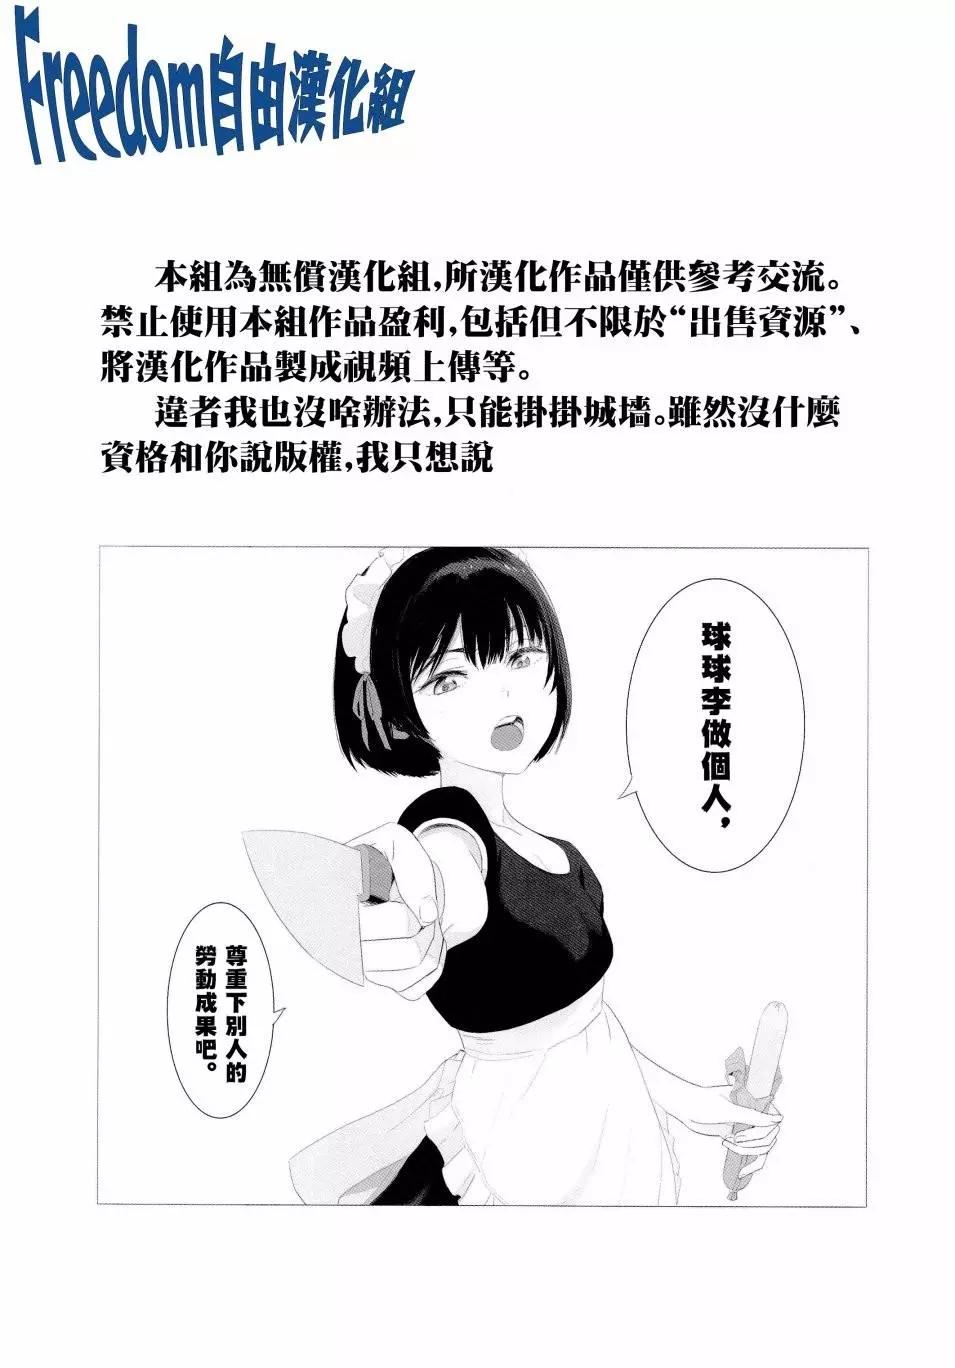 Freedom自由漢化組
本組為無償漢化組,所漢化作品僅供參考交流。
禁止使用本組作品盈利,包括但不限於“出售資源”、
將漢化作品製成視頻上傳等。
違者我也沒啥辦法,只能掛掛城墻。雖然沒什麼
資格和你說版權,我只想說
球球李做個人，
尊重下別人的
勞動成果吧。